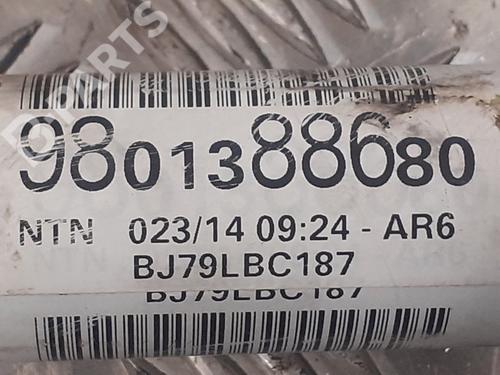 D PARTS
9801388680
NTN 023/14 09:24 - AR6
BJ79LBC187
BJ79LBC187